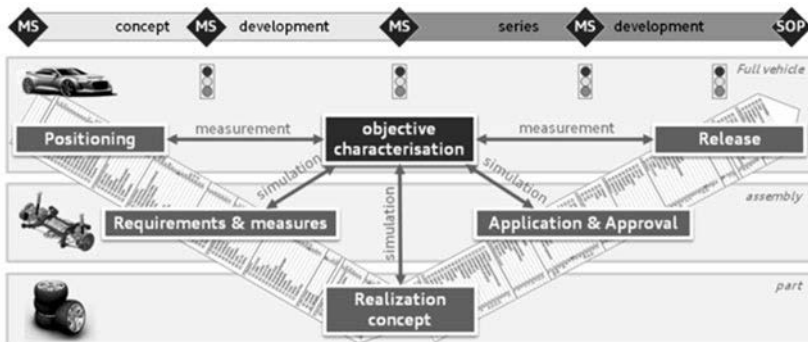 MS concept MS development MS series MS development SOP
Full vehicle
Positioning
measurement
objective
characterisation
measurement
Release
simulation
simulation
simulation
assembly
Requirements & measures
Application & Approval
part
Realization
concept